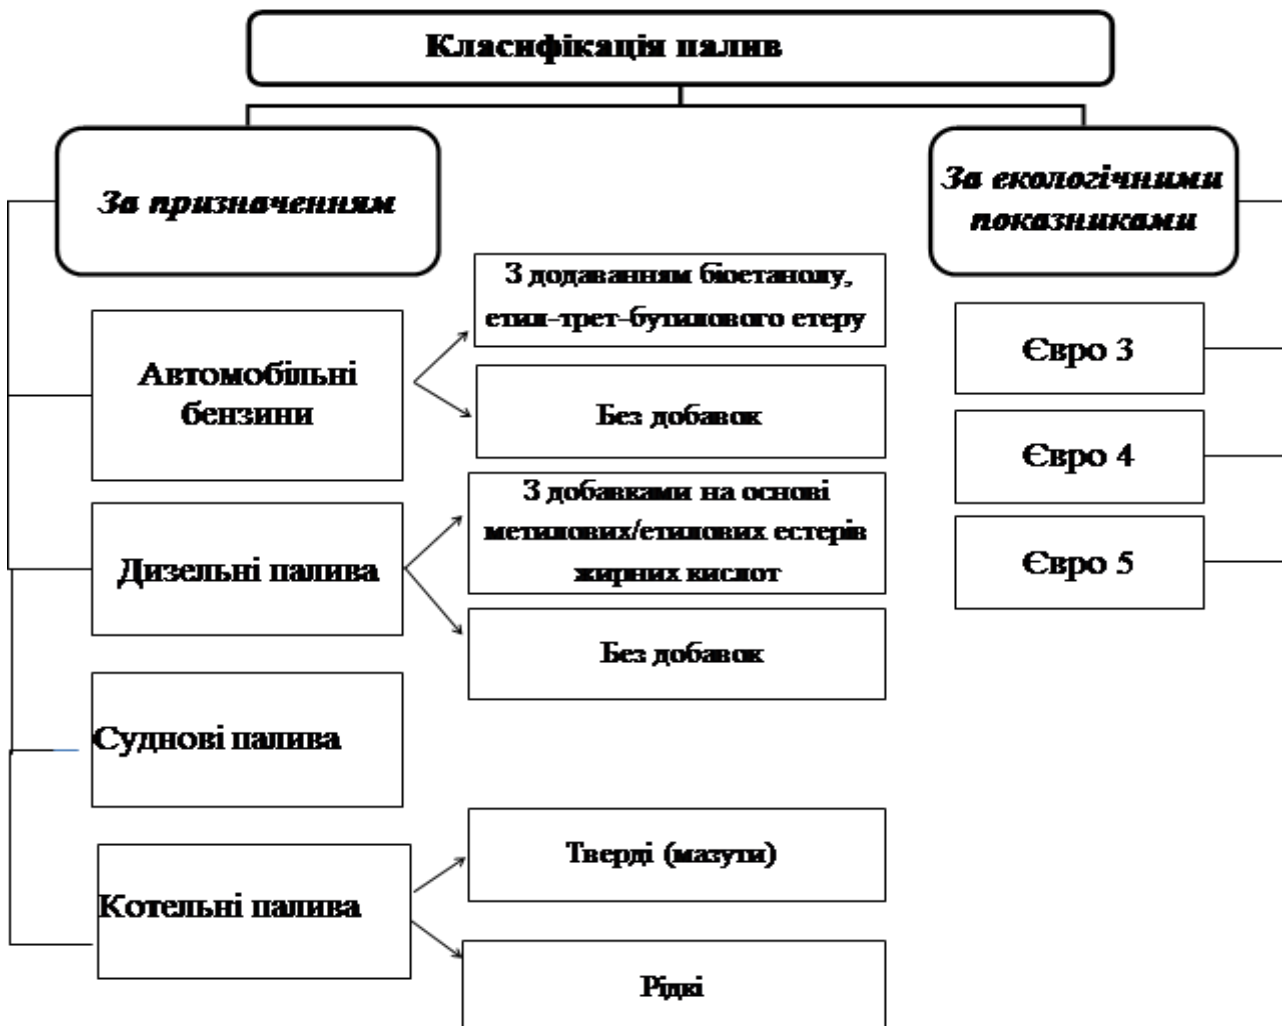 Класифікація палив
За призначенням
За екологічними
показниками
З додаванням біоетанолу,
етил-трет-бутилового етеру
Автомобільні
бензини
Без добавок
Євро 3
Євро 4
З добавками на основі
метилових/етилових естерів
жирних кислот
Дизельні палива
Євро 5
Без добавок
Суднові палива
Тверді (мазути)
Котельні палива
Рідкі